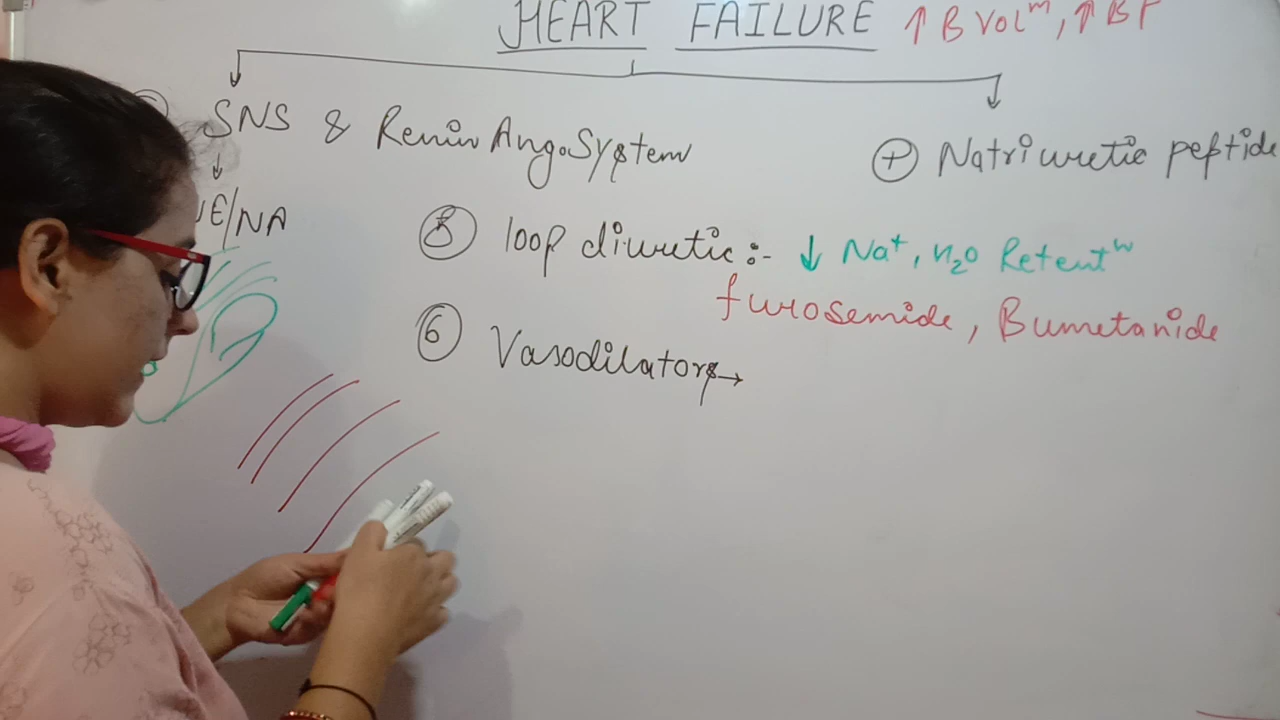 HEART FAILURE ↑ B Volᵐ, ↑ BP
SNS & Renin Ang. System
⊕ Natriuretic peptide
↓
E/NA
⑤ loop diuretic :- ↓ Na⁺, H₂O Retentⁿ
furosemide, Bumetanide
⑥ Vasodilators →